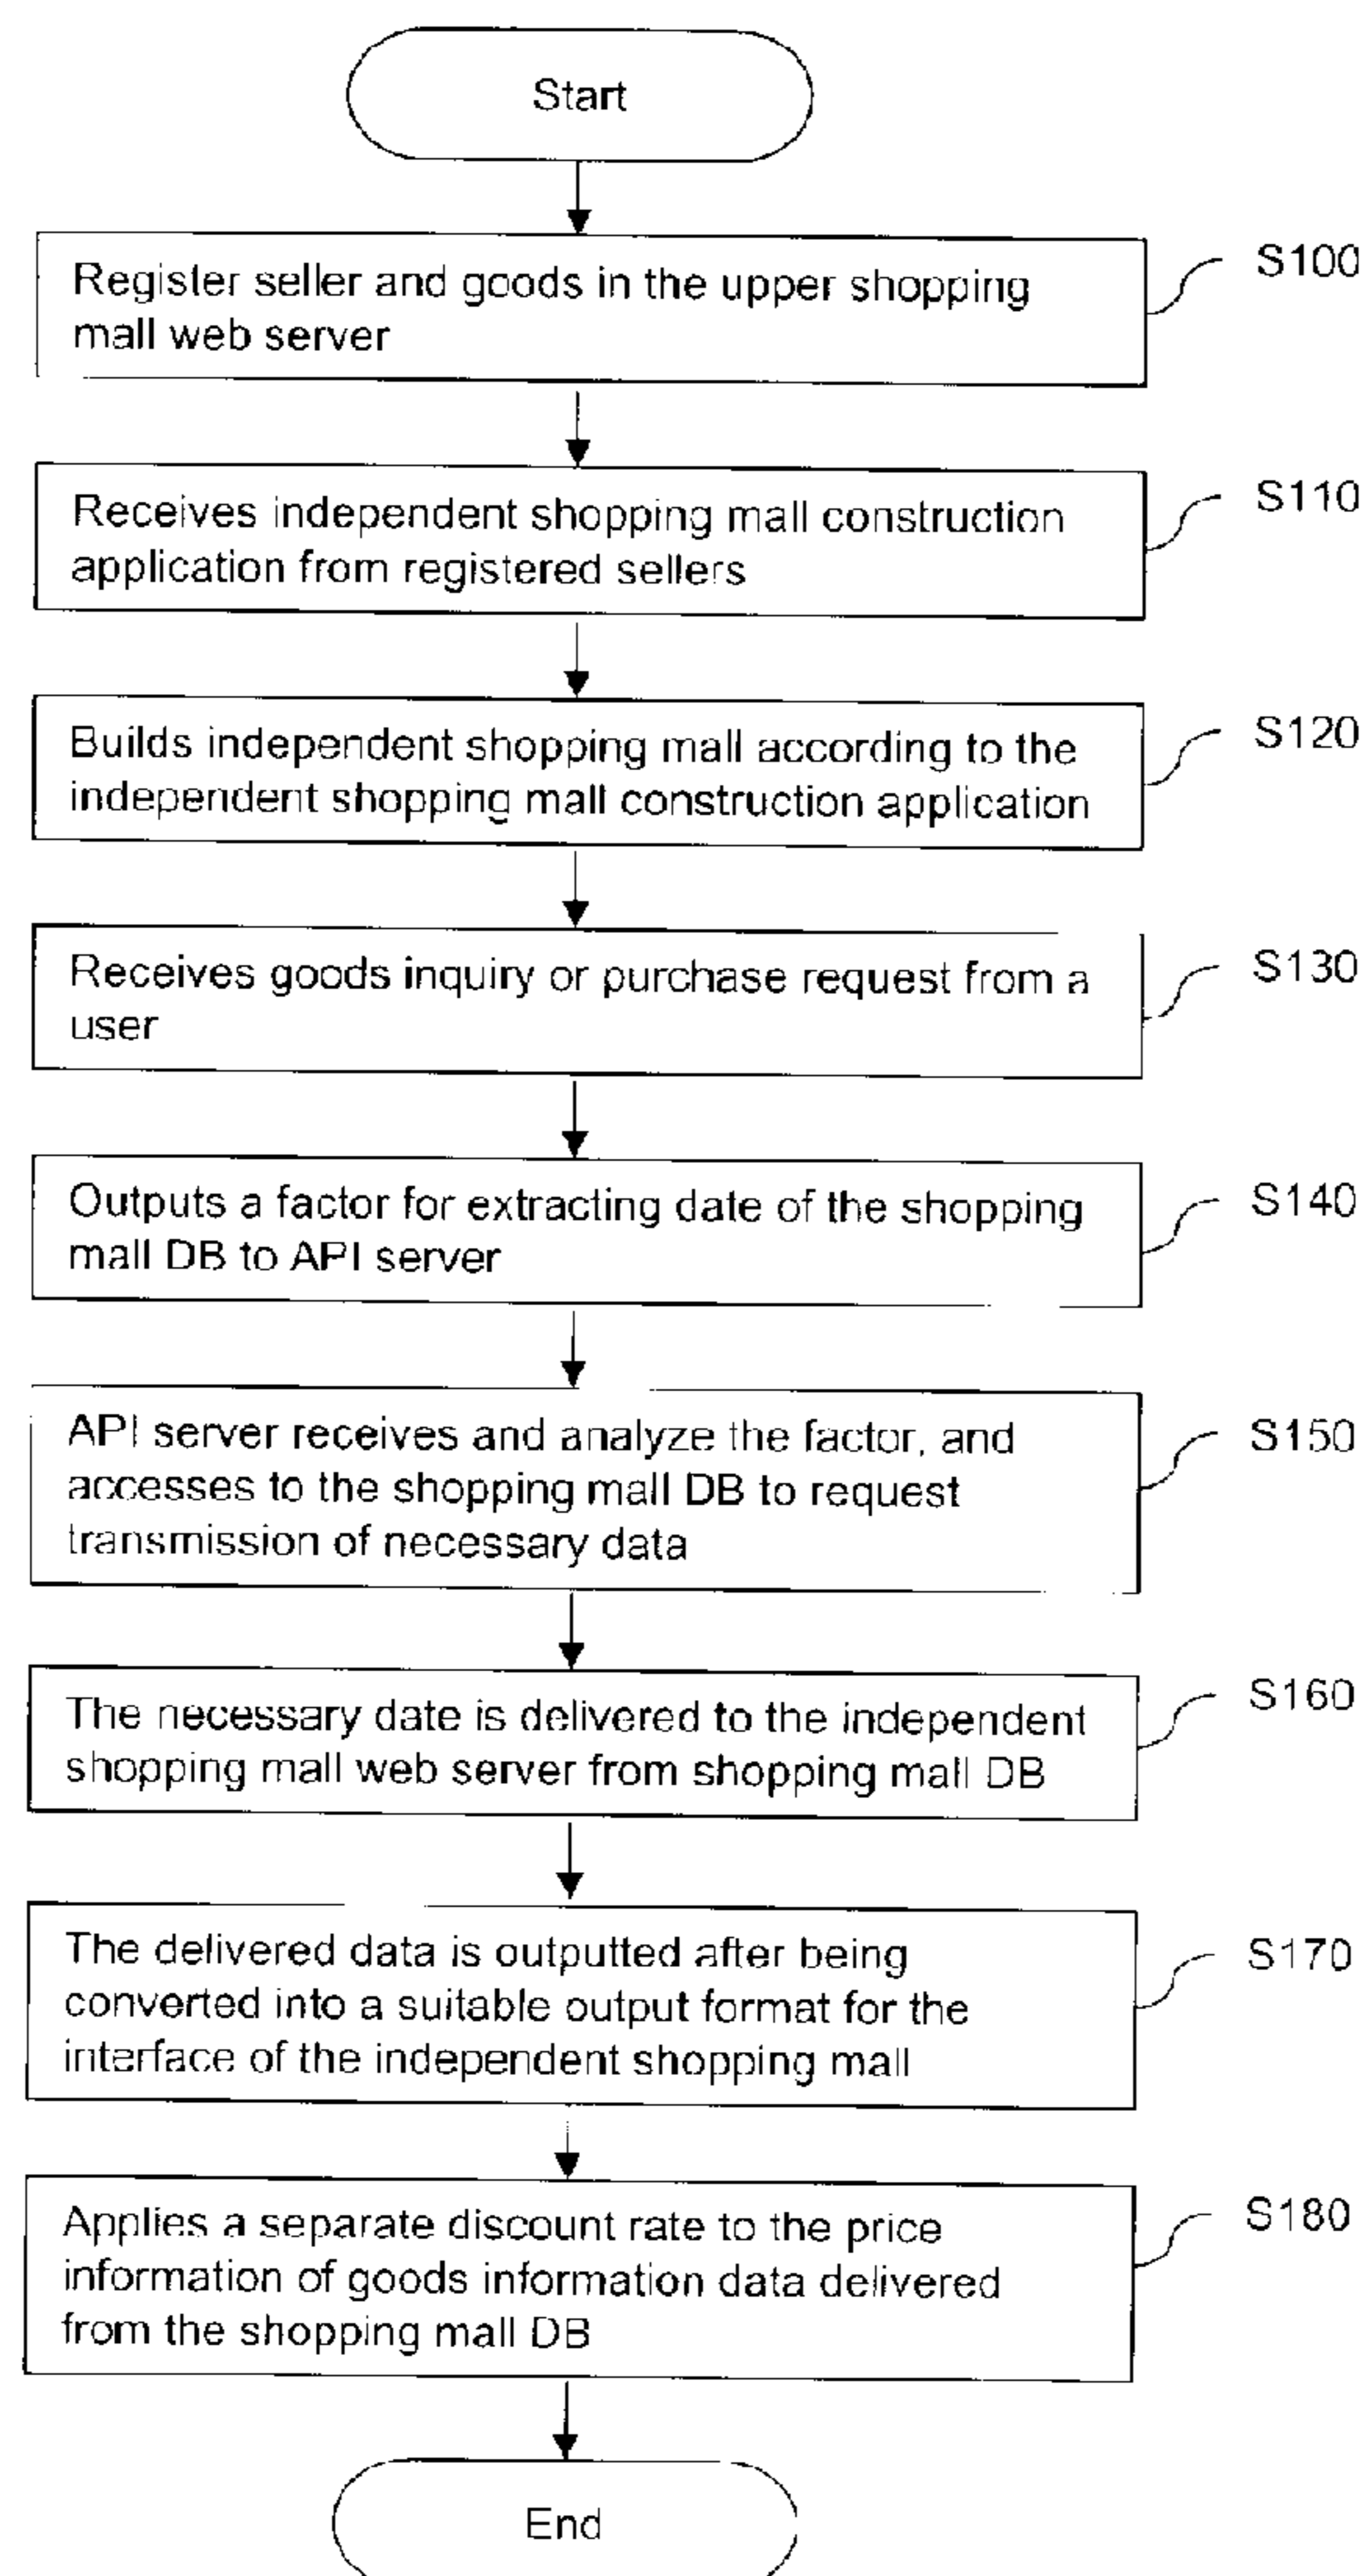 Start
Register seller and goods in the upper shopping
mall web server
S100
Receives independent shopping mall construction
application from registered sellers
S110
Builds independent shopping mall according to the
independent shopping mall construction application
S120
Receives goods inquiry or purchase request from a
user
S130
Outputs a factor for extracting date of the shopping
mall DB to API server
S140
API server receives and analyze the factor, and
accesses to the shopping mall DB to request
transmission of necessary data
S150
The necessary date is delivered to the independent
shopping mall web server from shopping mall DB
S160
The delivered data is outputted after being
converted into a suitable output format for the
interface of the independent shopping mall
S170
Applies a separate discount rate to the price
information of goods information data delivered
from the shopping mall DB
S180
End